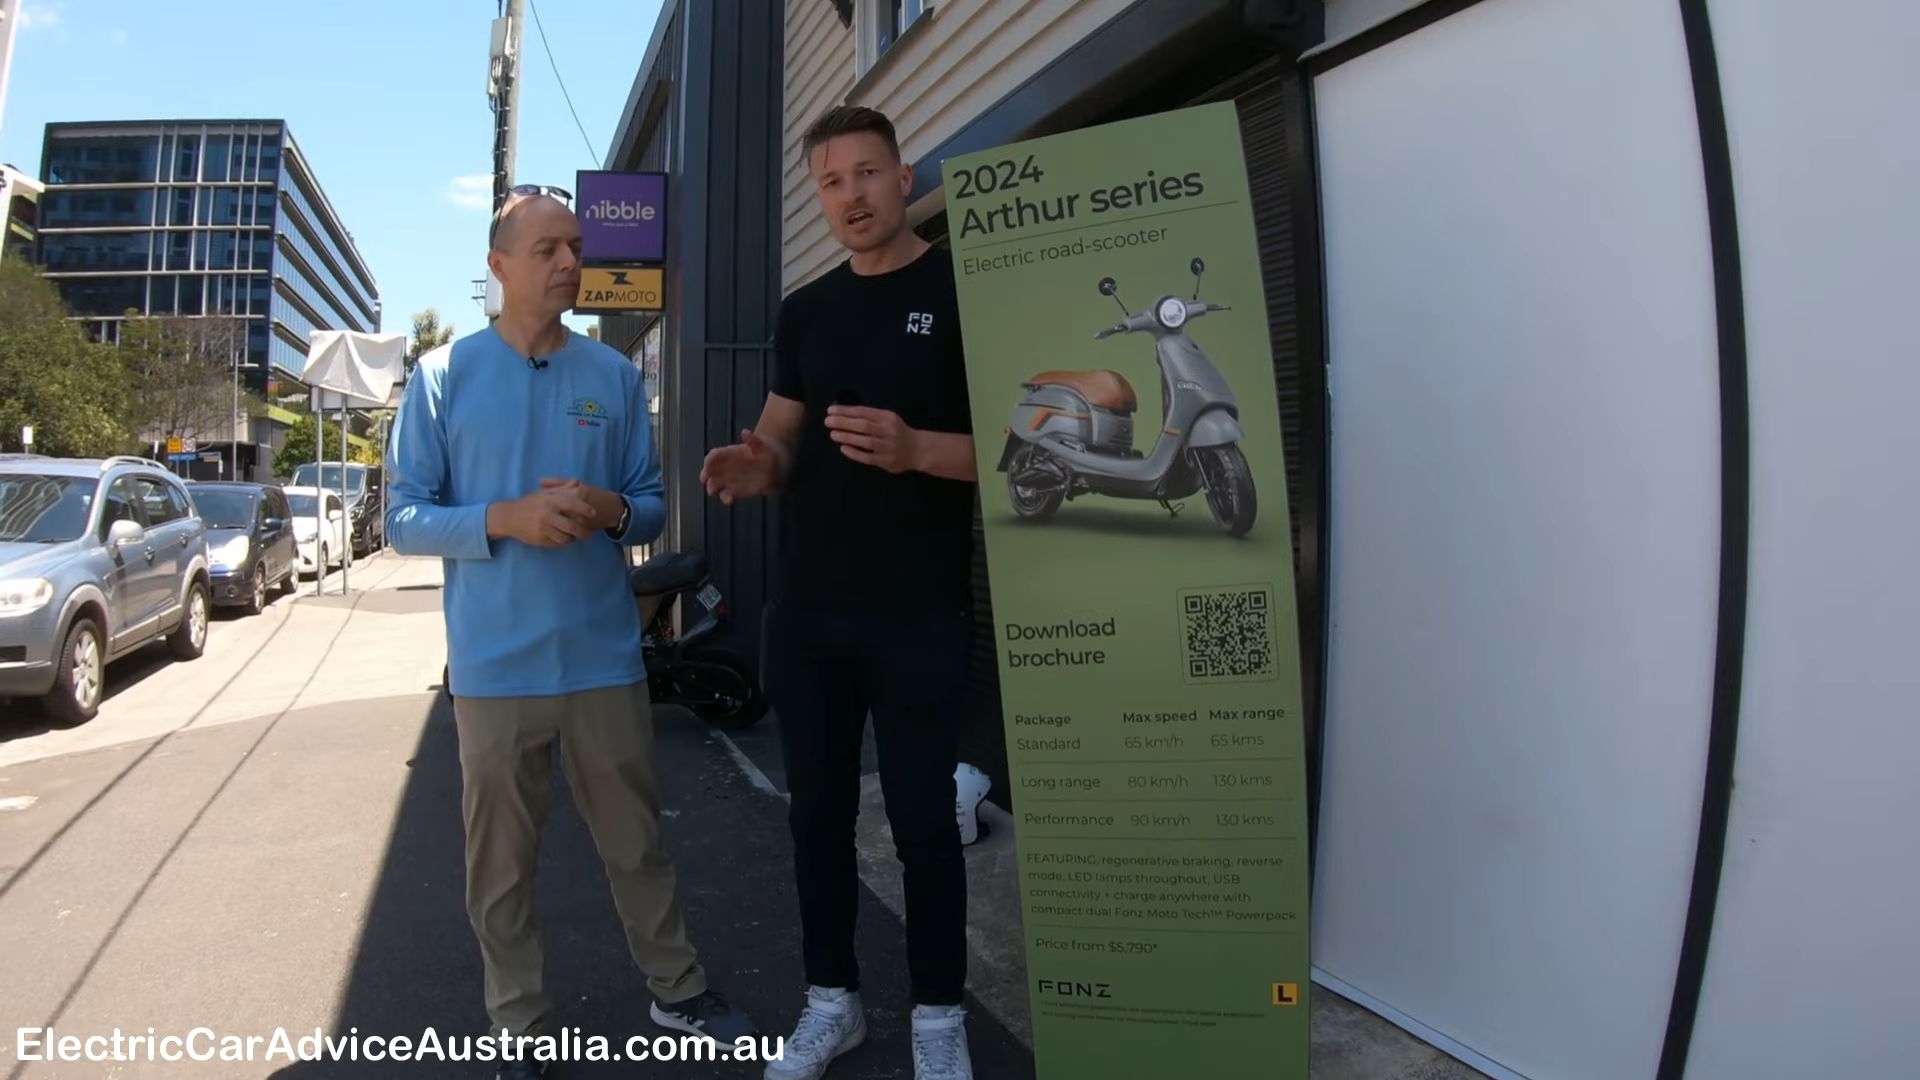 nibble
ZAPMOTO
FO
NZ
2024
Arthur series
Electric road-scooter
Download
brochure
Package Max speed Max range
Standard 65 km/h 65 kms
Long range 80 km/h 130 kms
Performance 90 km/h 130 kms
FEATURING, regenerative braking, reverse
mode, LED lamps throughout, USB
connectivity + charge anywhere with
compact dual Fonz Moto Tech™ Powerpack
Price from $5,790*
FONZ
L
ElectricCarAdviceAustralia.com.au